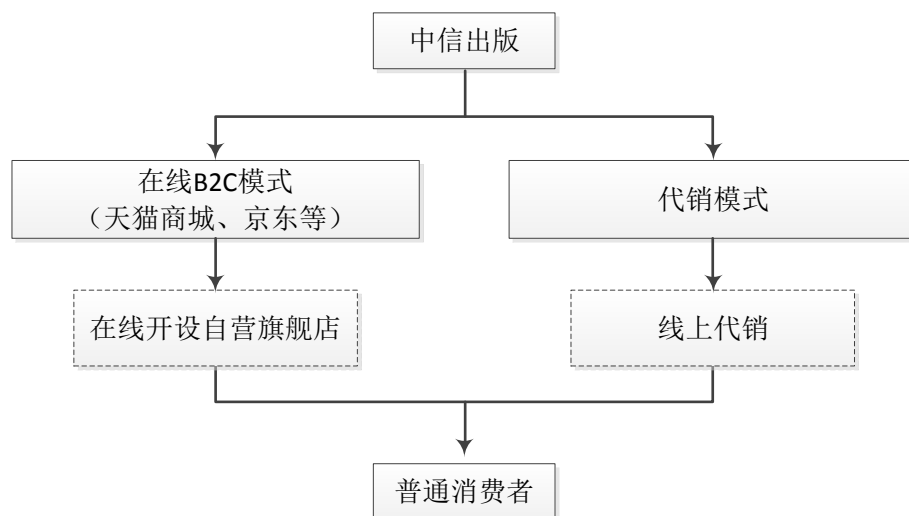 中信出版
在线B2C模式
（天猫商城、京东等）
代销模式
在线开设自营旗舰店
线上代销
普通消费者